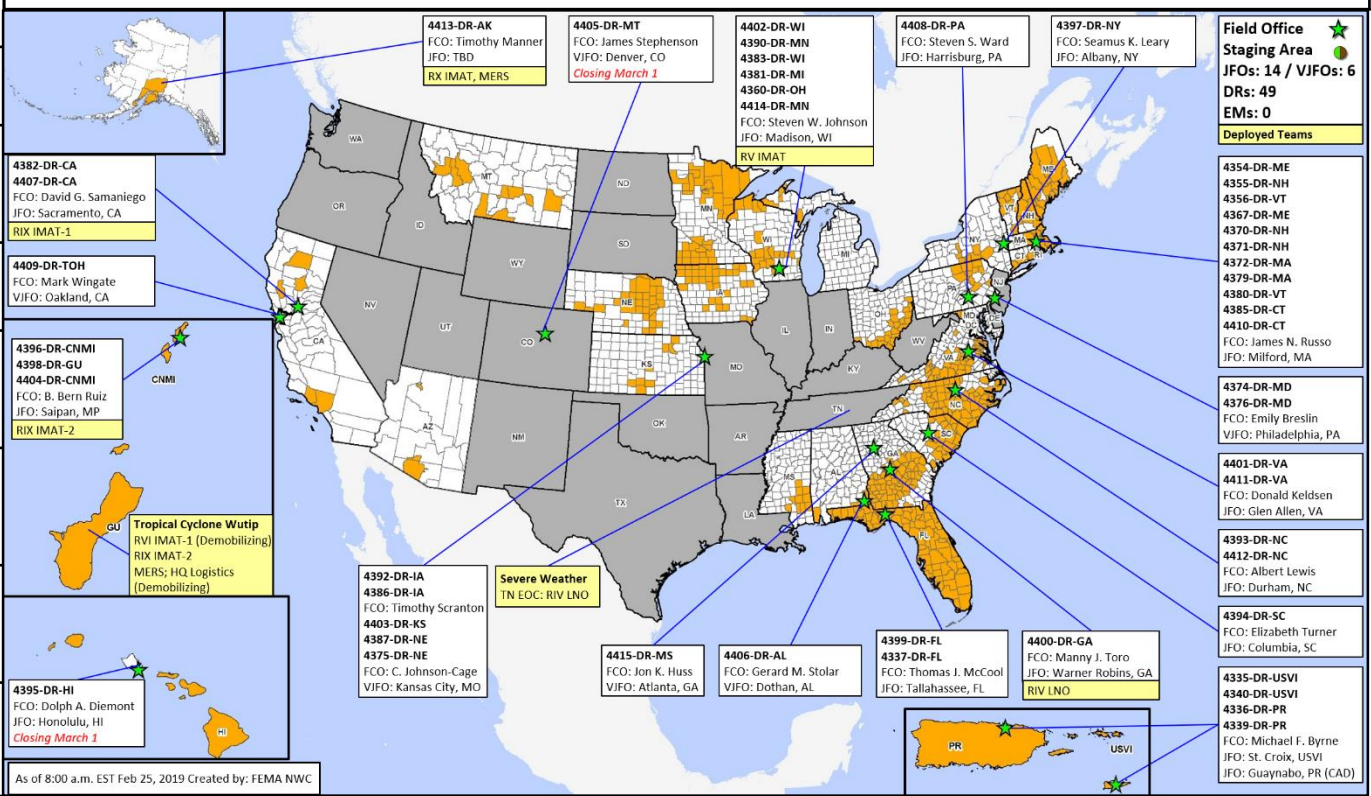 4413-DR-AK
FCO: Timothy Manner
JFO: TBD
RX IMAT, MERS
4405-DR-MT
FCO: James Stephenson
VJFO: Denver, CO
Closing March 1
4402-DR-WI
4390-DR-MN
4383-DR-WI
4381-DR-MI
4360-DR-OH
4414-DR-MN
FCO: Steven W. Johnson
JFO: Madison, WI
RV IMAT
4408-DR-PA
FCO: Steven S. Ward
JFO: Harrisburg, PA
4397-DR-NY
FCO: Seamus K. Leary
JFO: Albany, NY
Field Office
Staging Area
JFOs: 14 / VJFOs: 6
DRs: 49
EMs: 0
Deployed Teams
4382-DR-CA
4407-DR-CA
FCO: David G. Samaniego
JFO: Sacramento, CA
RIX IMAT-1
4409-DR-TOH
FCO: Mark Wingate
VJFO: Oakland, CA
4396-DR-CNMI
4398-DR-GU
4404-DR-CNMI
FCO: B. Bern Ruiz
JFO: Saipan, MP
RIX IMAT-2
CNMI
GU
Tropical Cyclone Wutip
RVI IMAT-1 (Demobilizing)
RIX IMAT-2
MERS; HQ Logistics
(Demobilizing)
4395-DR-HI
FCO: Dolph A. Diemont
JFO: Honolulu, HI
Closing March 1
HI
As of 8:00 a.m. EST Feb 25, 2019 Created by: FEMA NWC
WA
OR
ID
MT
ND
SD
WY
NV
UT
CA
AZ
CO
NM
NE
KS
OK
TX
MN
IA
MO
AR
LA
WI
MI
IL
IN
OH
KY
TN
MS
AL
GA
FL
SC
NC
VA
WV
MD
DC
DE
PA
NJ
NY
CT
RI
MA
VT
NH
ME
4392-DR-IA
4386-DR-IA
FCO: Timothy Scranton
4403-DR-KS
4387-DR-NE
4375-DR-NE
FCO: C. Johnson-Cage
VJFO: Kansas City, MO
Severe Weather
TN EOC: RIV LNO
4415-DR-MS
FCO: Jon K. Huss
VJFO: Atlanta, GA
4406-DR-AL
FCO: Gerard M. Stolar
VJFO: Dothan, AL
4399-DR-FL
4337-DR-FL
FCO: Thomas J. McCool
JFO: Tallahassee, FL
4400-DR-GA
FCO: Manny J. Toro
JFO: Warner Robins, GA
RIV LNO
PR
USVI
4354-DR-ME
4355-DR-NH
4356-DR-VT
4367-DR-ME
4370-DR-NH
4371-DR-NH
4372-DR-MA
4379-DR-MA
4380-DR-VT
4385-DR-CT
4410-DR-CT
FCO: James N. Russo
JFO: Milford, MA
4374-DR-MD
4376-DR-MD
FCO: Emily Breslin
VJFO: Philadelphia, PA
4401-DR-VA
4411-DR-VA
FCO: Donald Keldsen
JFO: Glen Allen, VA
4393-DR-NC
4412-DR-NC
FCO: Albert Lewis
JFO: Durham, NC
4394-DR-SC
FCO: Elizabeth Turner
JFO: Columbia, SC
4335-DR-USVI
4340-DR-USVI
4336-DR-PR
4339-DR-PR
FCO: Michael F. Byrne
JFO: St. Croix, USVI
JFO: Guaynabo, PR (CAD)